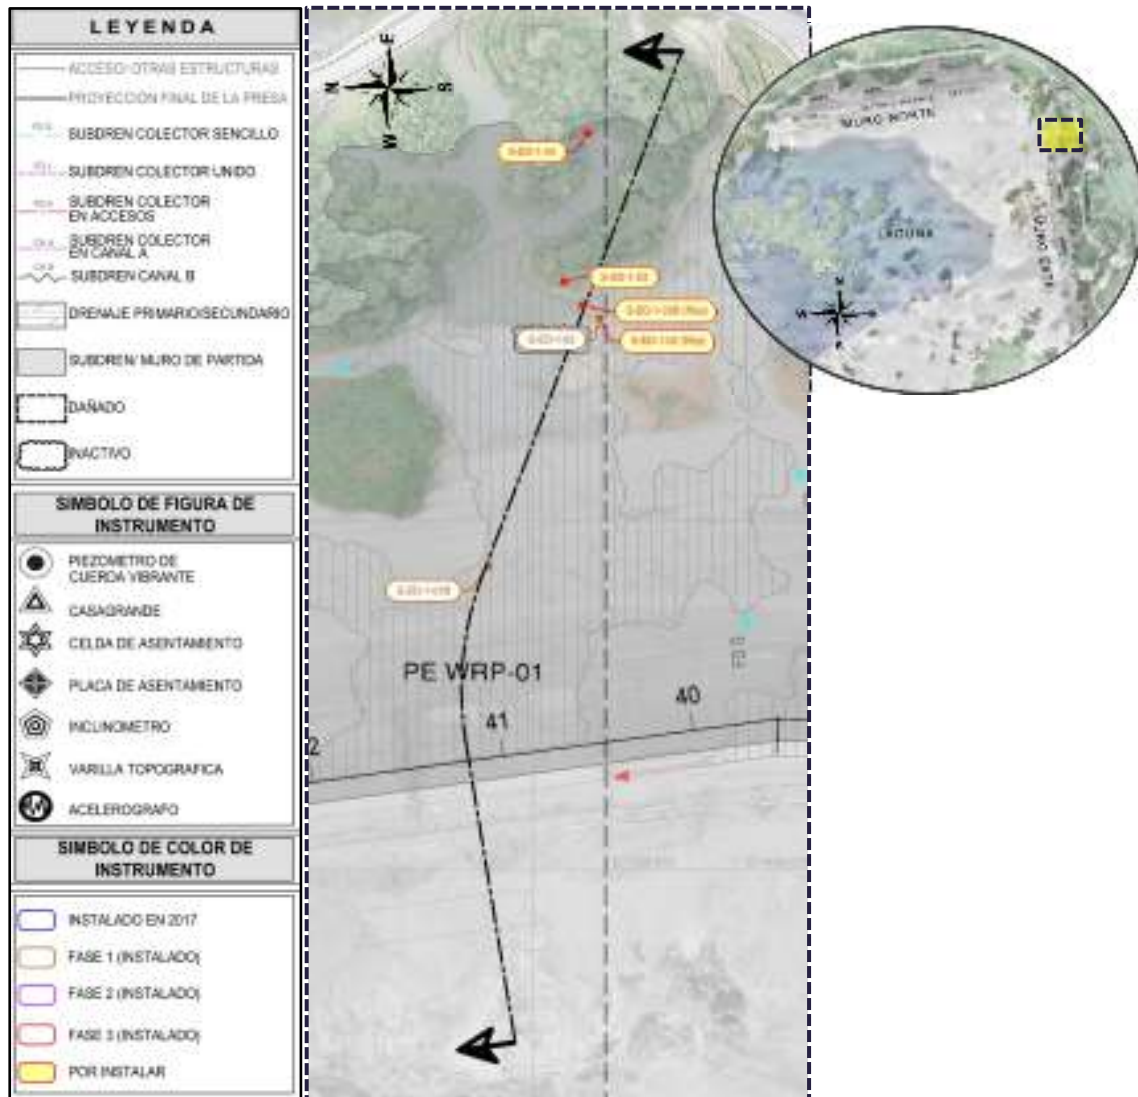 LEYENDA
ACCESO/OTRAS ESTRUCTURAS
PROYECCIÓN FINAL DE LA PRESA
SUBDREN COLECTOR SENCILLO
SUBDREN COLECTOR UNIDO
SUBDREN COLECTOR
EN ACCESOS
SUBDREN COLECTOR
EN CANAL A
SUBDREN CANAL B
DRENAJE PRIMARIO/SECUNDARIO
SUBDREN/ MURO DE PARTIDA
DAÑADO
INACTIVO
SIMBOLO DE FIGURA DE
INSTRUMENTO
PIEZOMETRO DE
CUERDA VIBRANTE
CASAGRANDE
CELDA DE ASENTAMIENTO
PLACA DE ASENTAMIENTO
INCLINOMETRO
VARILLA TOPOGRAFICA
ACELEROGRAFO
SIMBOLO DE COLOR DE
INSTRUMENTO
INSTALADO EN 2017
FASE 1 (INSTALADO)
FASE 2 (INSTALADO)
FASE 3 (INSTALADO)
POR INSTALAR
E
N
S
W
PE WRP-01
40
41
2
MURO NORTE
LAGUNA
MURO ESTE